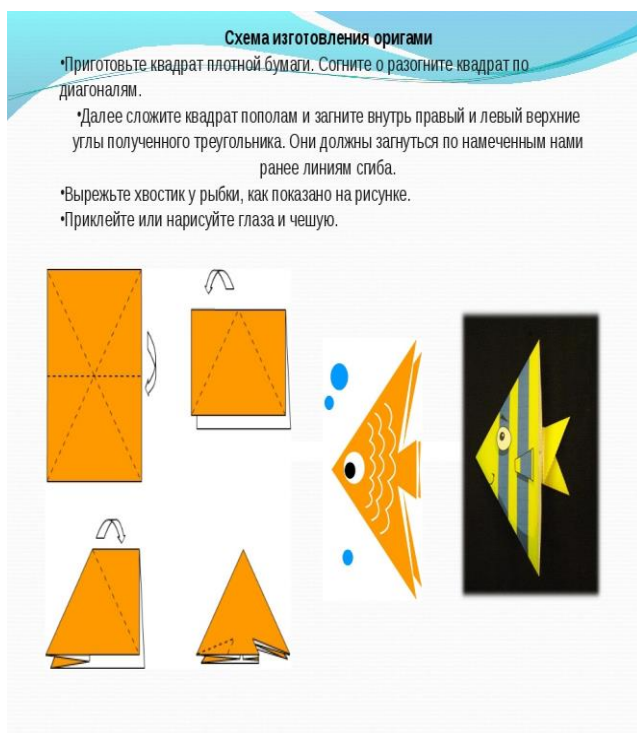 Схема изготовления оригами
•Приготовьте квадрат плотной бумаги. Согните о разогните квадрат по
диагоналям.
•Далее сложите квадрат пополам и загните внутрь правый и левый верхние
углы полученного треугольника. Они должны загнуться по намеченным нами
ранее линиям сгиба.
•Вырежьте хвостик у рыбки, как показано на рисунке.
•Приклейте или нарисуйте глаза и чешую.